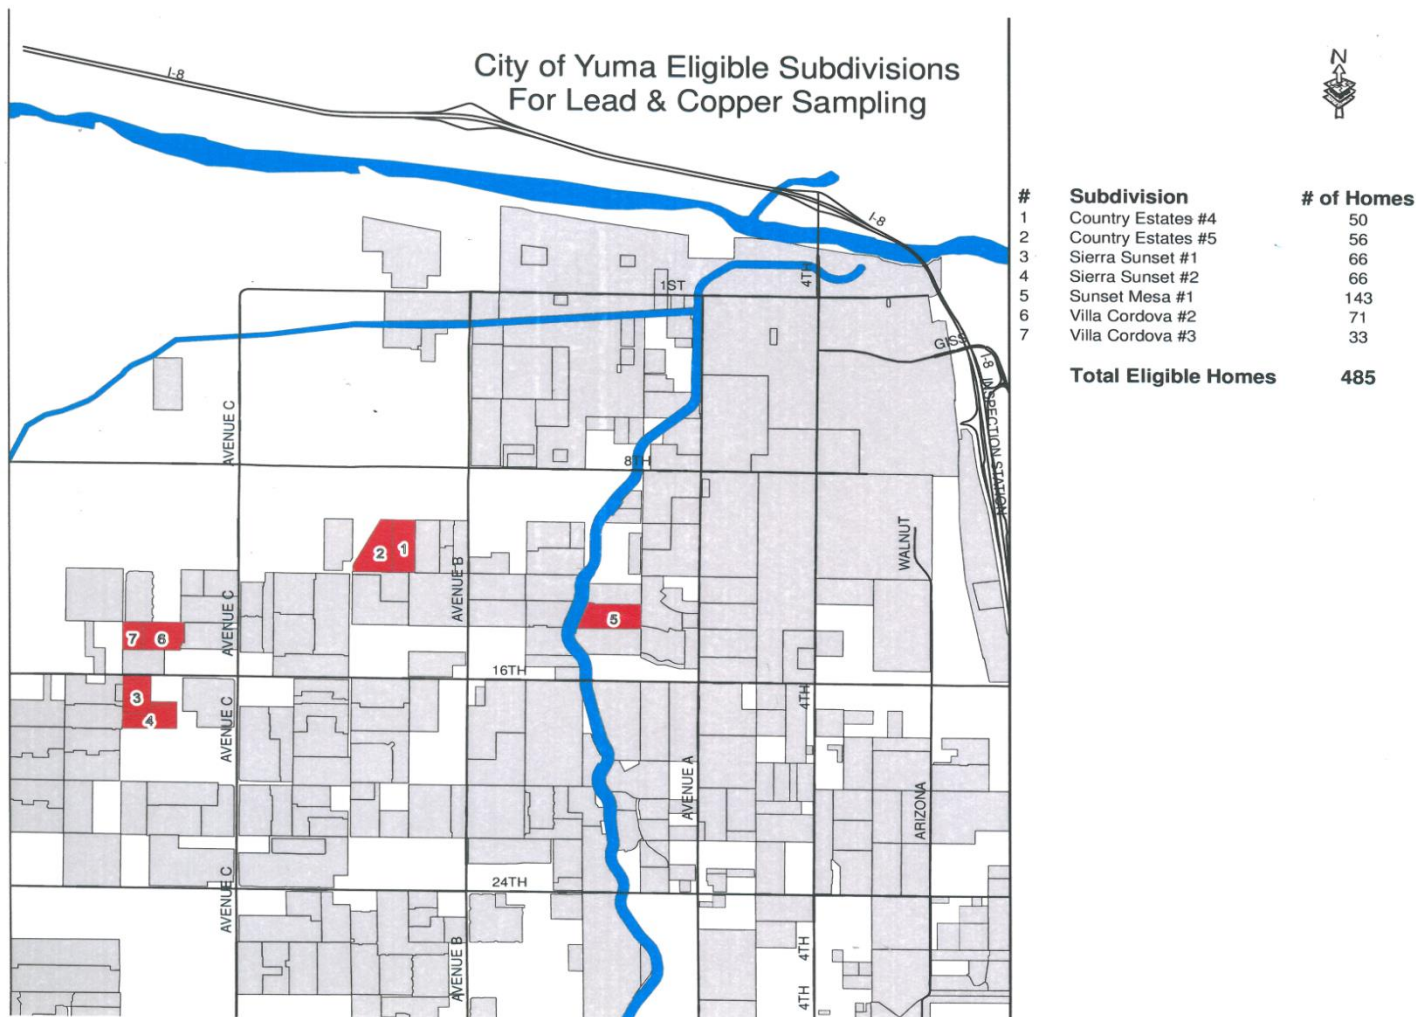 City of Yuma Eligible Subdivisions
For Lead & Copper Sampling
N
# Subdivision # of Homes
1 Country Estates #4 50
2 Country Estates #5 56
3 Sierra Sunset #1 66
4 Sierra Sunset #2 66
5 Sunset Mesa #1 143
6 Villa Cordova #2 71
7 Villa Cordova #3 33
Total Eligible Homes 485
I-8
I-8
1ST
4TH
GISS
I-8 INSPECTION STATION
AVENUE C
8TH
WALNUT
2 1
AVENUE B
AVENUE C
5
7 6
16TH
3
4
AVENUE C
4TH
AVENUE A
ARIZONA
24TH
AVENUE C
AVENUE B
4TH
4TH